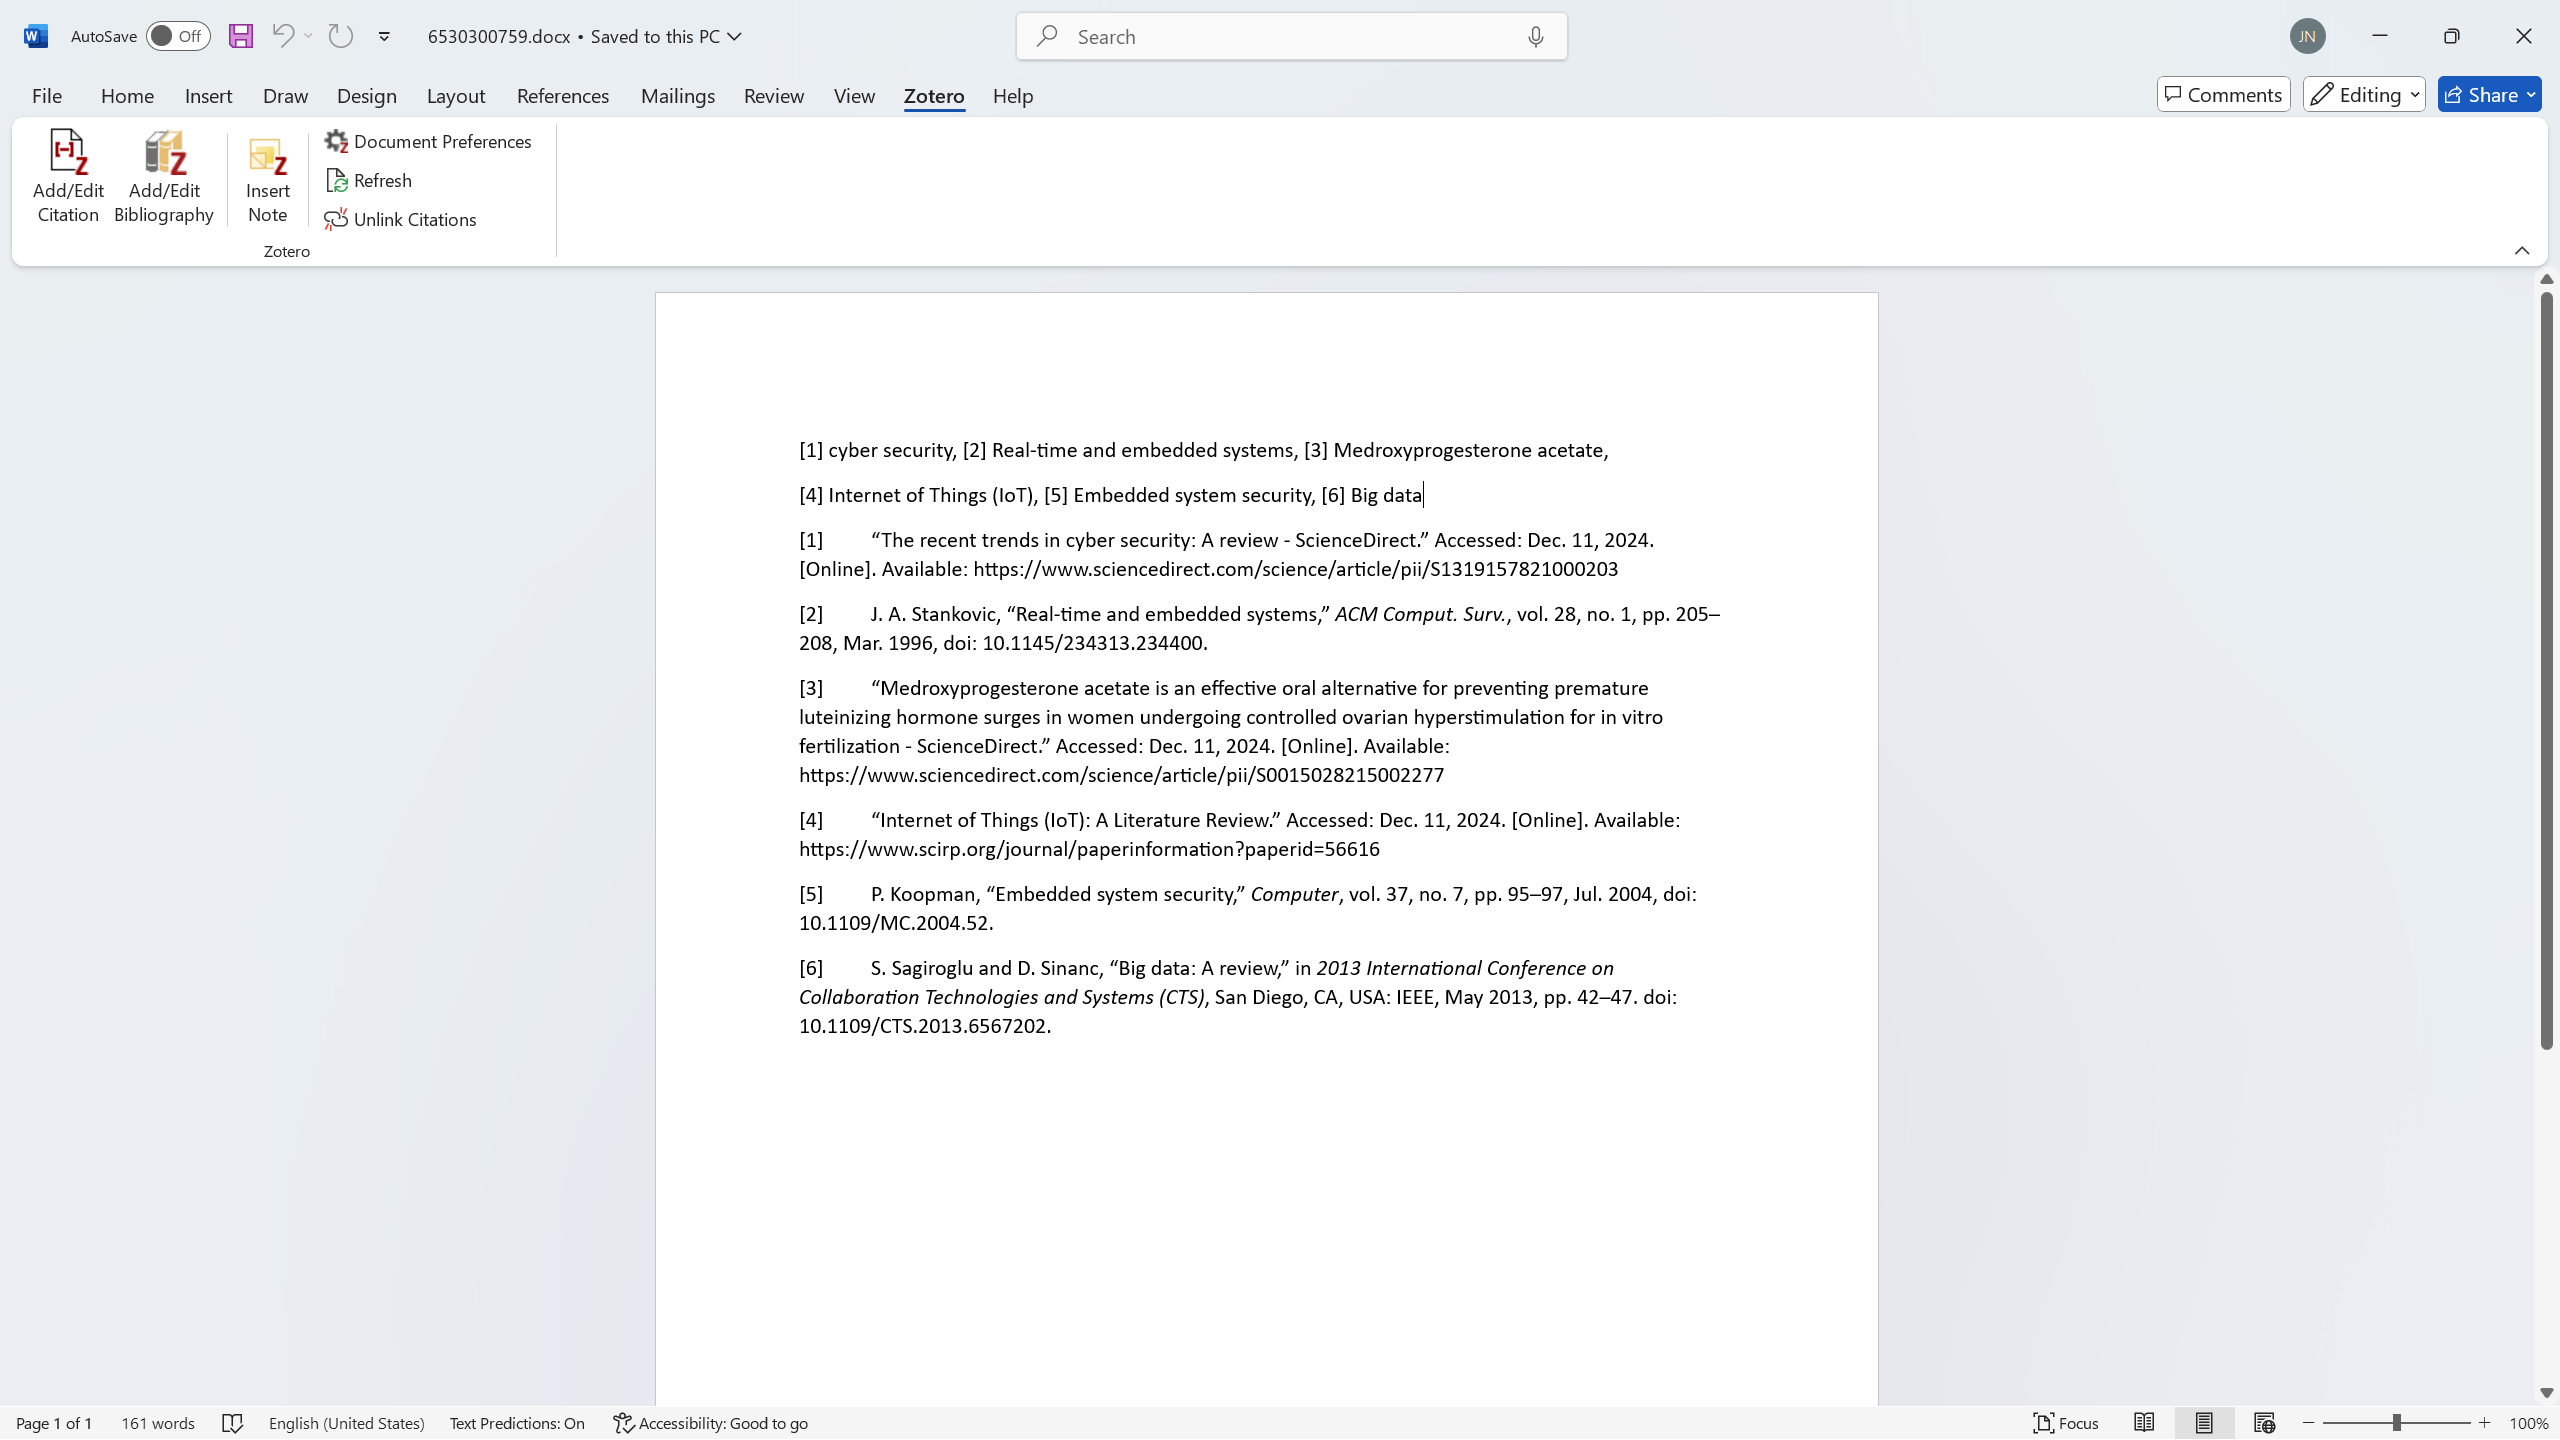 AutoSave Off 6530300759.docx • Saved to this PC Search JN
File Home Insert Draw Design Layout References Mailings Review View Zotero Help Comments Editing Share
Add/Edit Citation
Add/Edit Bibliography
Insert Note
Document Preferences
Refresh
Unlink Citations
Zotero
[1] cyber security, [2] Real-time and embedded systems, [3] Medroxyprogesterone acetate,
[4] Internet of Things (IoT), [5] Embedded system security, [6] Big data
[1] “The recent trends in cyber security: A review - ScienceDirect.” Accessed: Dec. 11, 2024.
[Online]. Available: https://www.sciencedirect.com/science/article/pii/S1319157821000203
[2] J. A. Stankovic, “Real-time and embedded systems,” ACM Comput. Surv., vol. 28, no. 1, pp. 205–
208, Mar. 1996, doi: 10.1145/234313.234400.
[3] “Medroxyprogesterone acetate is an effective oral alternative for preventing premature
luteinizing hormone surges in women undergoing controlled ovarian hyperstimulation for in vitro
fertilization - ScienceDirect.” Accessed: Dec. 11, 2024. [Online]. Available:
https://www.sciencedirect.com/science/article/pii/S0015028215002277
[4] “Internet of Things (IoT): A Literature Review.” Accessed: Dec. 11, 2024. [Online]. Available:
https://www.scirp.org/journal/paperinformation?paperid=56616
[5] P. Koopman, “Embedded system security,” Computer, vol. 37, no. 7, pp. 95–97, Jul. 2004, doi:
10.1109/MC.2004.52.
[6] S. Sagiroglu and D. Sinanc, “Big data: A review,” in 2013 International Conference on
Collaboration Technologies and Systems (CTS), San Diego, CA, USA: IEEE, May 2013, pp. 42–47. doi:
10.1109/CTS.2013.6567202.
Page 1 of 1 161 words English (United States) Text Predictions: On Accessibility: Good to go Focus 100%